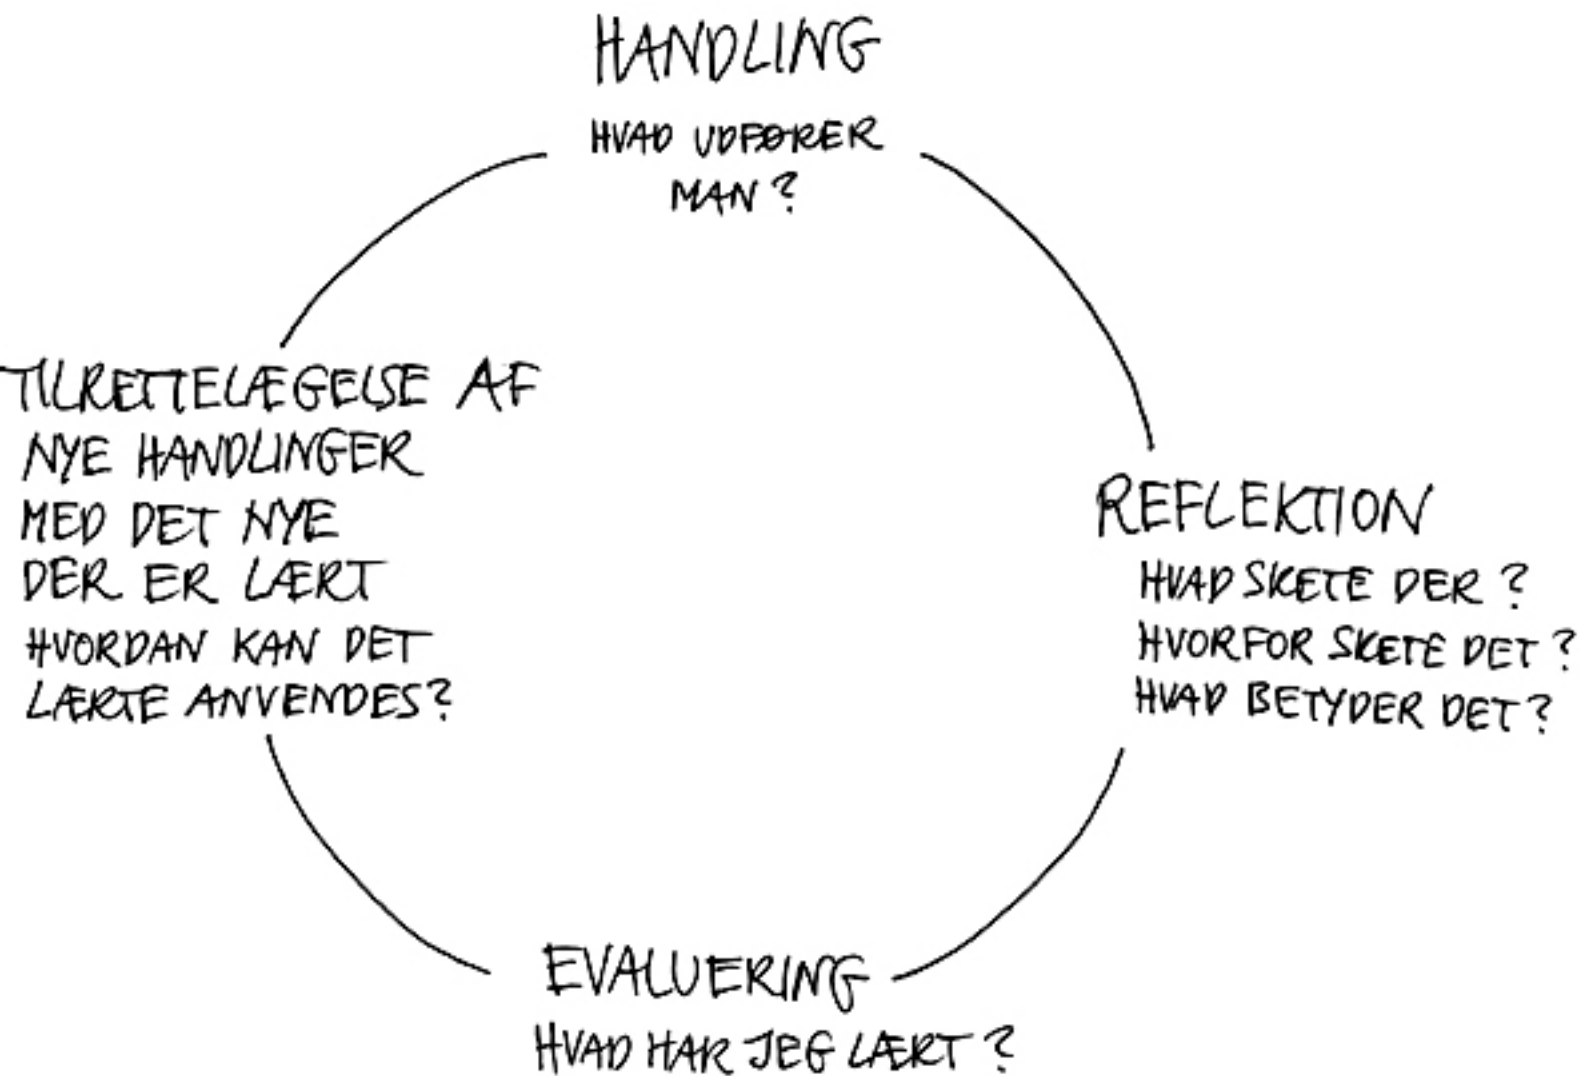 HANDLING
HVAD UDFØRER
MAN?
TILRETTELÆGELSE AF
NYE HANDLINGER
MED DET NYE
DER ER LÆRT
HVORDAN KAN DET
LÆRTE ANVENDES?
REFLEKTION
HVAD SKETE DER?
HVORFOR SKETE DET?
HVAD BETYDER DET?
EVALUERING
HVAD HAR JEG LÆRT?